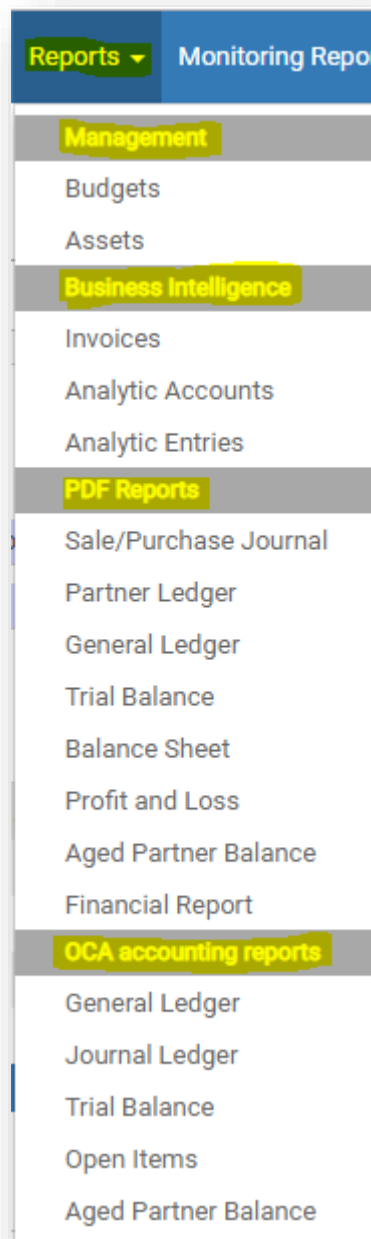 Reports Monitoring Repo
Management
Budgets
Assets
Business Intelligence
Invoices
Analytic Accounts
Analytic Entries
PDF Reports
Sale/Purchase Journal
Partner Ledger
General Ledger
Trial Balance
Balance Sheet
Profit and Loss
Aged Partner Balance
Financial Report
OCA accounting reports
General Ledger
Journal Ledger
Trial Balance
Open Items
Aged Partner Balance